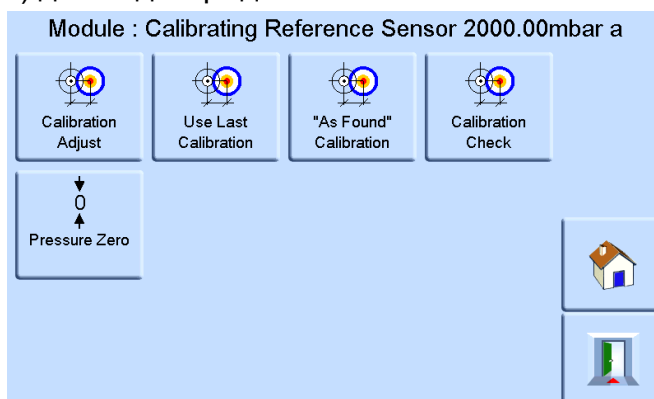 Module : Calibrating Reference Sensor 2000.00mbar a
Calibration
Adjust
Use Last
Calibration
"As Found"
Calibration
Calibration
Check
0
Pressure Zero